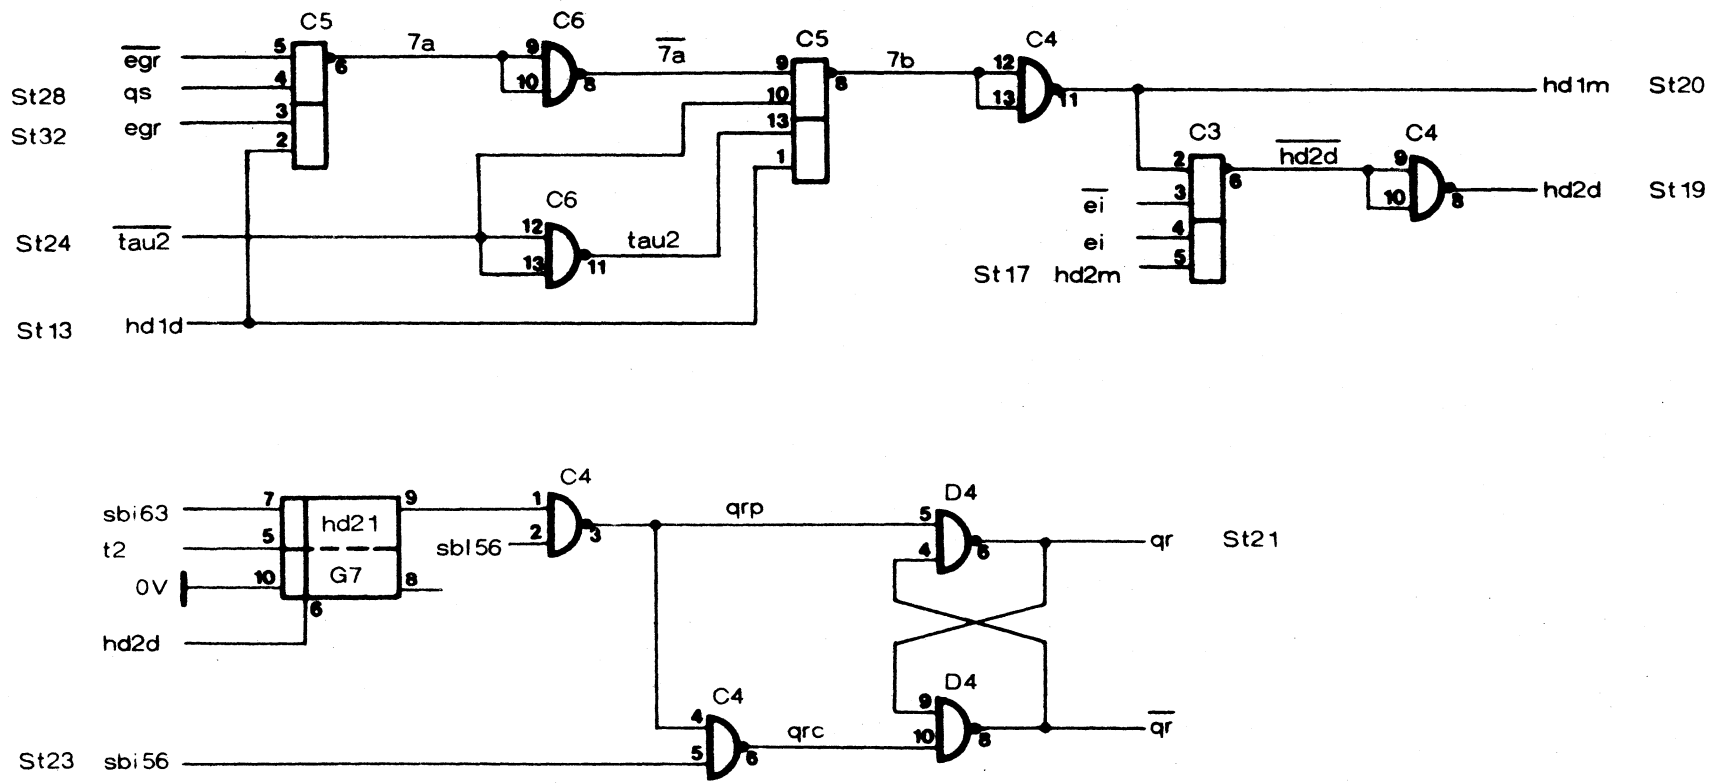 C5
C6
5
egr
6
7a
9
10
8
7a
C5
9
8
7b
C4
12
13
11
hd1m St20
St28 qs 4
10
St32 egr 3
13
2
1
C3
2
6
hd2d
C4
9
10
8
hd2d St19
ei 3
C6
St24 tau2
12
13
11
tau2
ei 4
St17 hd2m 5
St13 hd1d
C4
D4
sbi63 7
hd21
9
1
2
3
qrp
5
4
6
qr St21
t2 5
sbl56
0V 10
G7
8
6
hd2d
D4
C4
4
9
10
8
qr
5
6
qrc
St23 sbi56